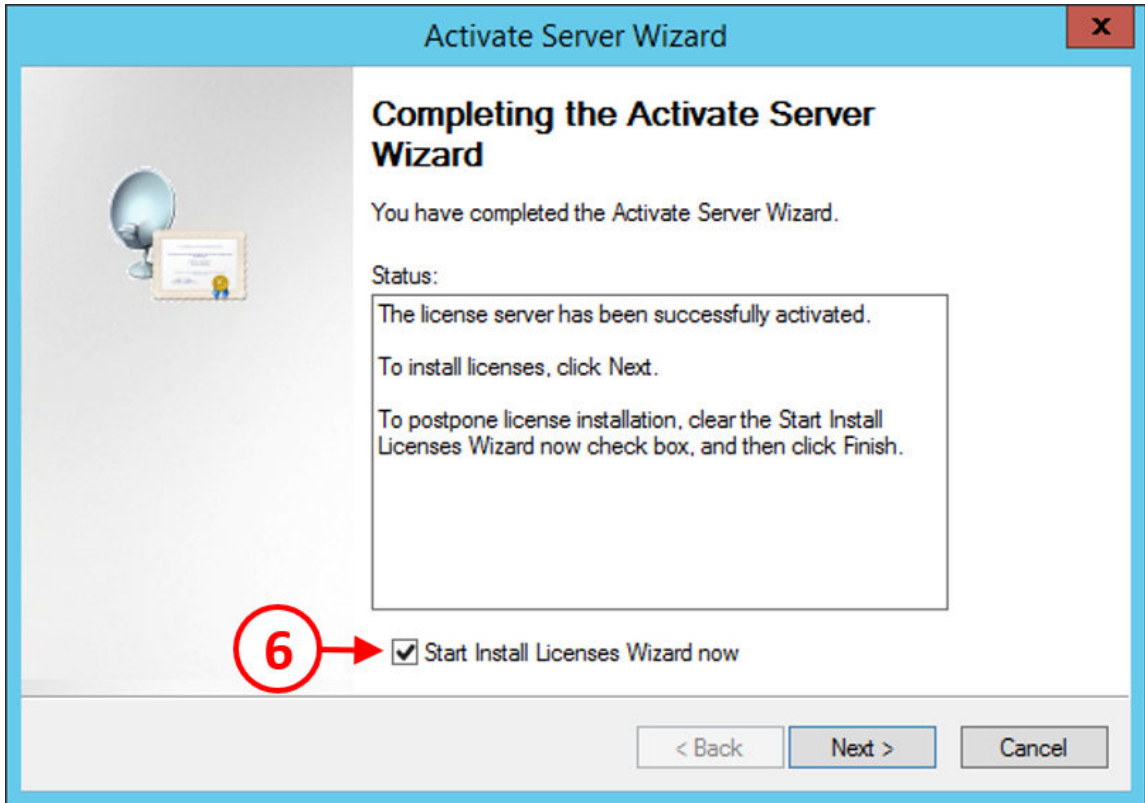 Activate Server Wizard
X
Completing the Activate Server
Wizard
You have completed the Activate Server Wizard.
Status:
The license server has been successfully activated.
To install licenses, click Next.
To postpone license installation, clear the Start Install
Licenses Wizard now check box, and then click Finish.
6
Start Install Licenses Wizard now
< Back
Next >
Cancel